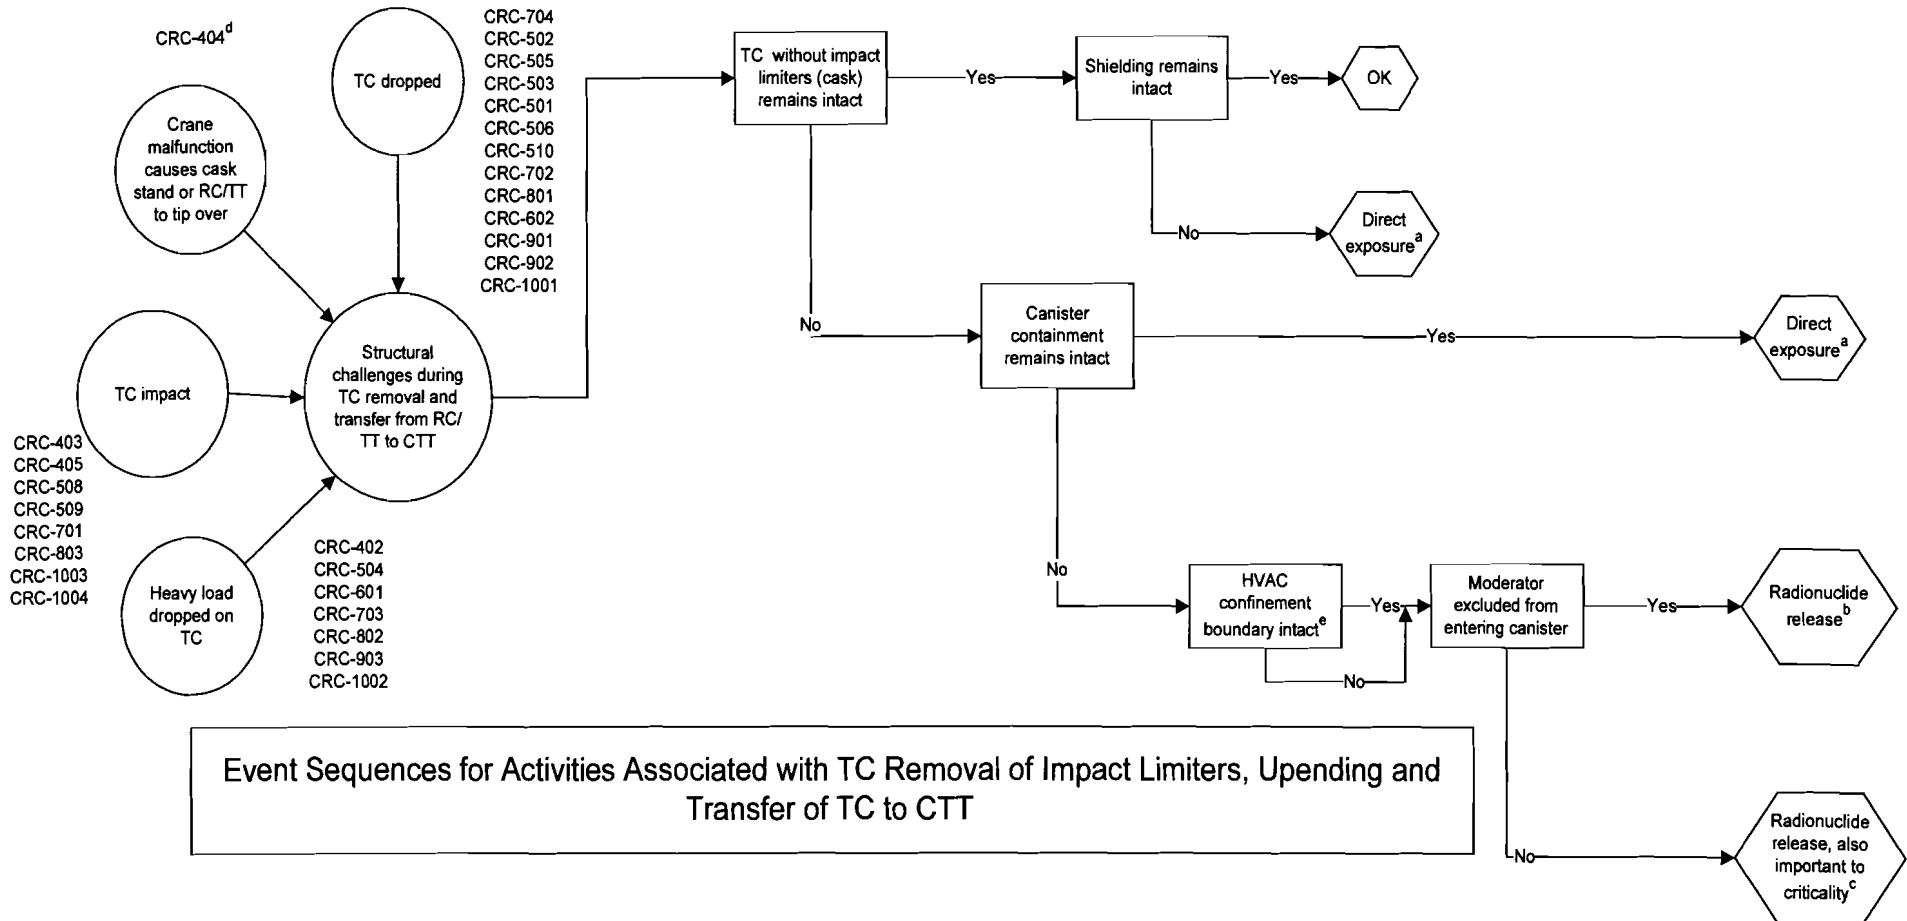 CRC-404d
Crane
malfunction
causes cask
stand or RC/TT
to tip over
TC dropped
CRC-704
CRC-502
CRC-505
CRC-503
CRC-501
CRC-506
CRC-510
CRC-702
CRC-801
CRC-602
CRC-901
CRC-902
CRC-1001
TC impact
CRC-403
CRC-405
CRC-508
CRC-509
CRC-701
CRC-803
CRC-1003
CRC-1004
Heavy load
dropped on
TC
CRC-402
CRC-504
CRC-601
CRC-703
CRC-802
CRC-903
CRC-1002
Structural
challenges during
TC removal and
transfer from RC/
TT to CTT
TC without impact
limiters (cask)
remains intact
Yes
Shielding remains
intact
Yes
OK
No
Direct
exposurea
No
Canister
containment
remains intact
Yes
Direct
exposurea
No
HVAC
confinement
boundary intacte
Yes
No
Moderator
excluded from
entering canister
Yes
Radionuclide
releaseb
No
Radionuclide
release, also
important to
criticalityc
Event Sequences for Activities Associated with TC Removal of Impact Limiters, Upending and
Transfer of TC to CTT